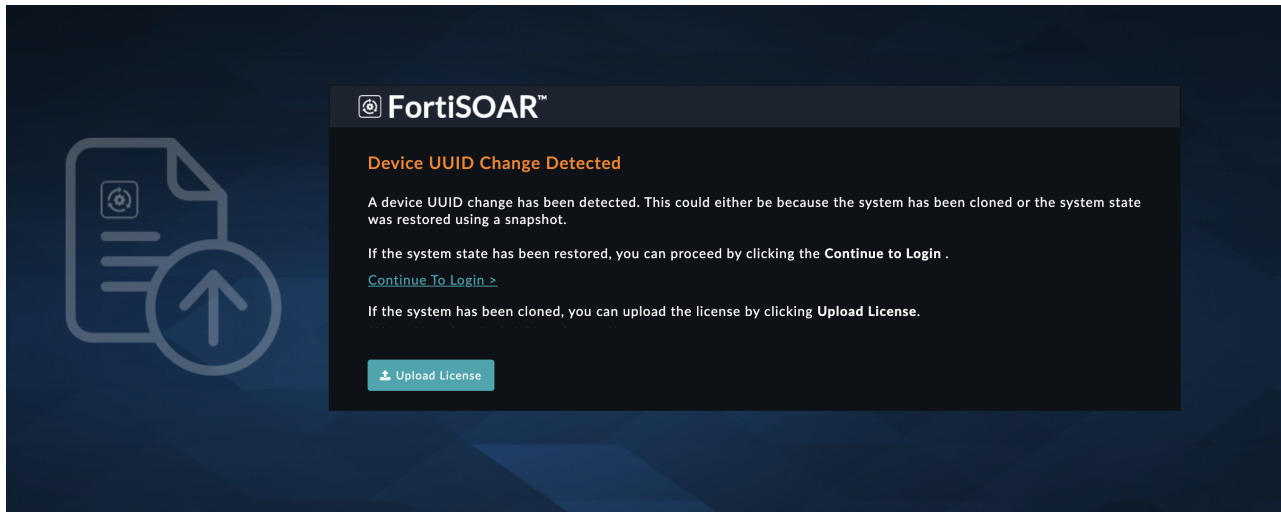 FortiSOAR™
Device UUID Change Detected
A device UUID change has been detected. This could either be because the system has been cloned or the system state
was restored using a snapshot.
If the system state has been restored, you can proceed by clicking the Continue to Login .
Continue To Login >
If the system has been cloned, you can upload the license by clicking Upload License.
Upload License